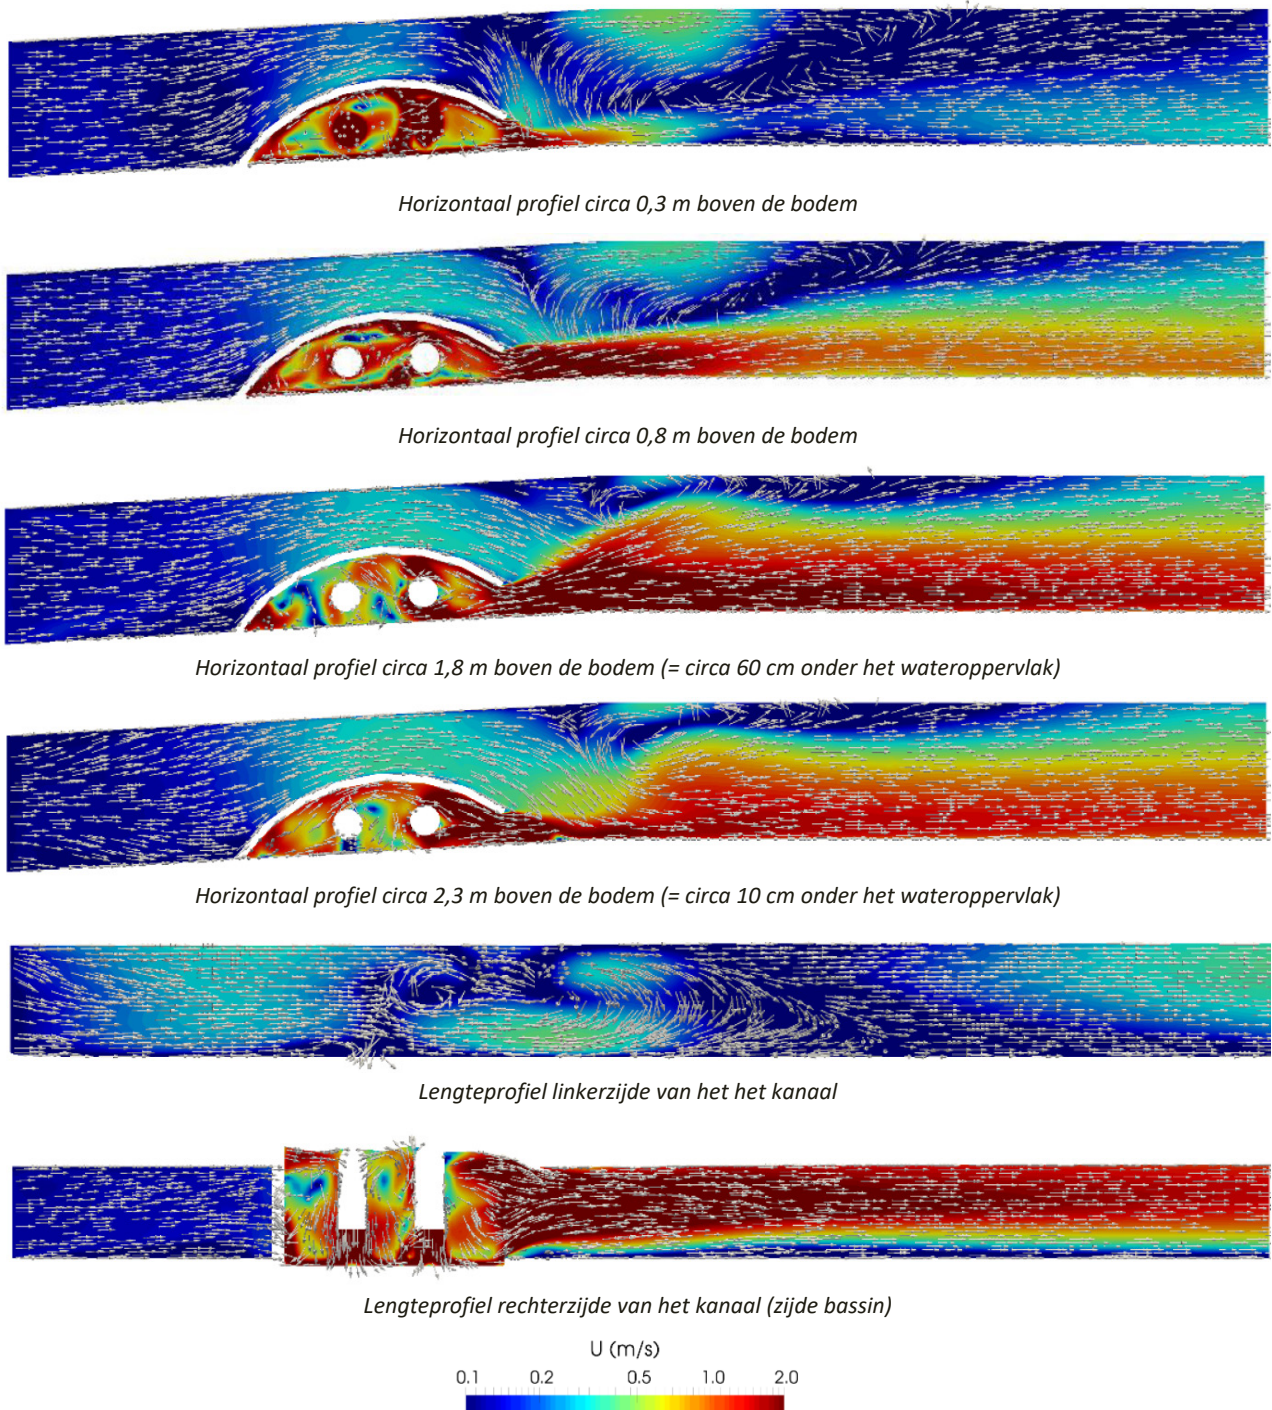 Horizontaal profiel circa 0,3 m boven de bodem
Horizontaal profiel circa 0,8 m boven de bodem
Horizontaal profiel circa 1,8 m boven de bodem (= circa 60 cm onder het wateroppervlak)
Horizontaal profiel circa 2,3 m boven de bodem (= circa 10 cm onder het wateroppervlak)
Lengteprofiel linkerzijde van het het kanaal
Lengteprofiel rechterzijde van het kanaal (zijde bassin)
U (m/s)
0.1 0.2 0.5 1.0 2.0